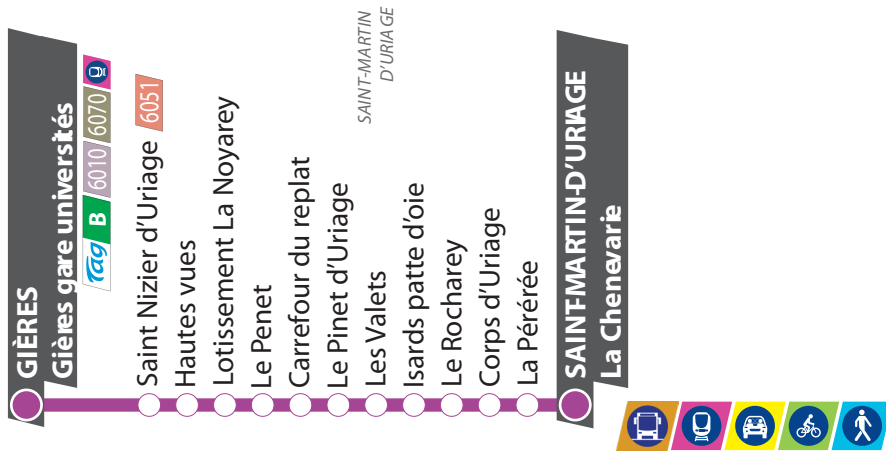 GIÈRES
Gières gare universités
Tag B 6010 6070
Saint Nizier d'Uriage 6051
Hautes vues
Lotissement La Noyarey
Le Penet
Carrefour du replat
Le Pinet d'Uriage
Les Valets
Isards patte d'oie
Le Rocharey
Corps d'Uriage
La Pérérée
SAINT-MARTIN
D'URIAGE
SAINT-MARTIN-D'URIAGE
La Chenevarie